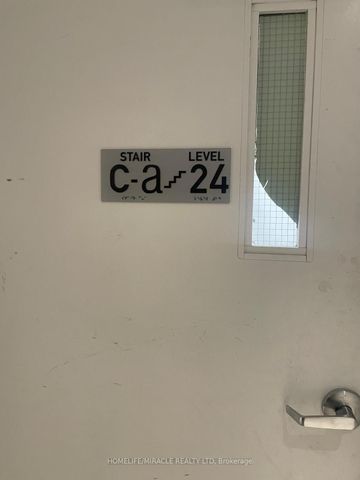 STAIR LEVEL
C-a 24
HOMELIFE/MIRACLE REALTY LTD, Brokerage